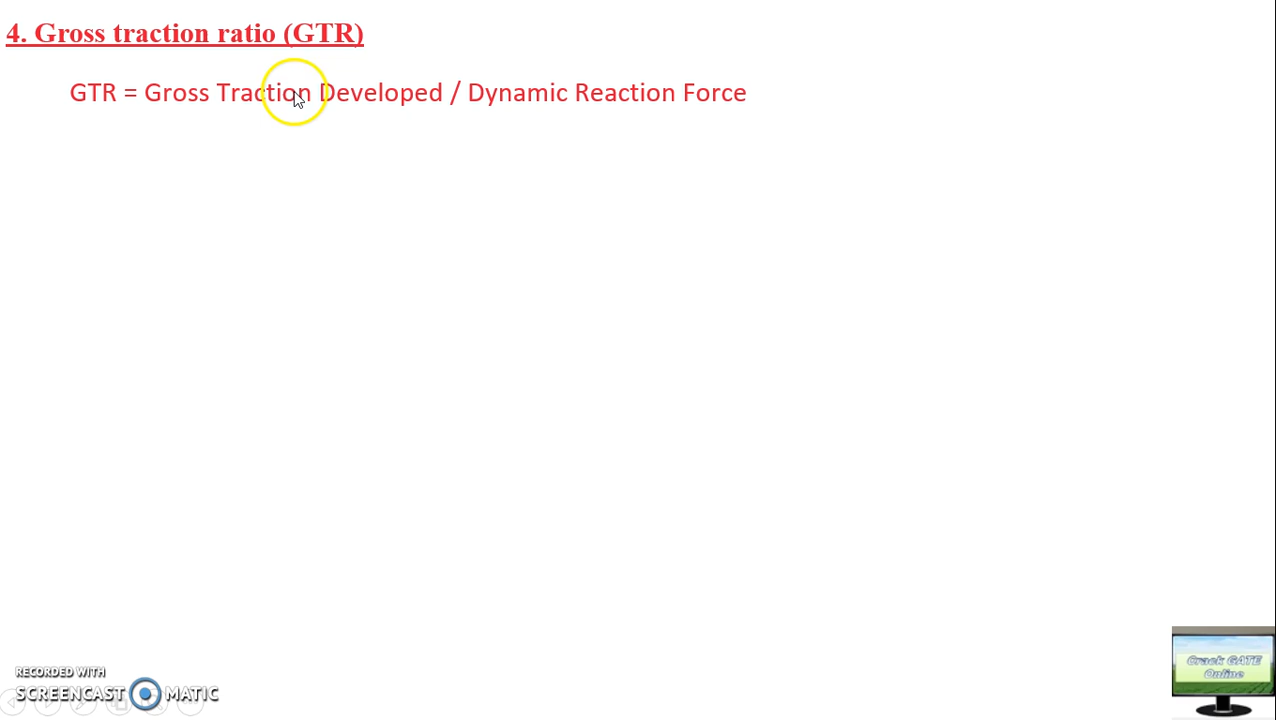 4. Gross traction ratio (GTR)
GTR = Gross Traction Developed / Dynamic Reaction Force
RECORDED WITH
SCREENCAST MATIC
Crack GATE
Online